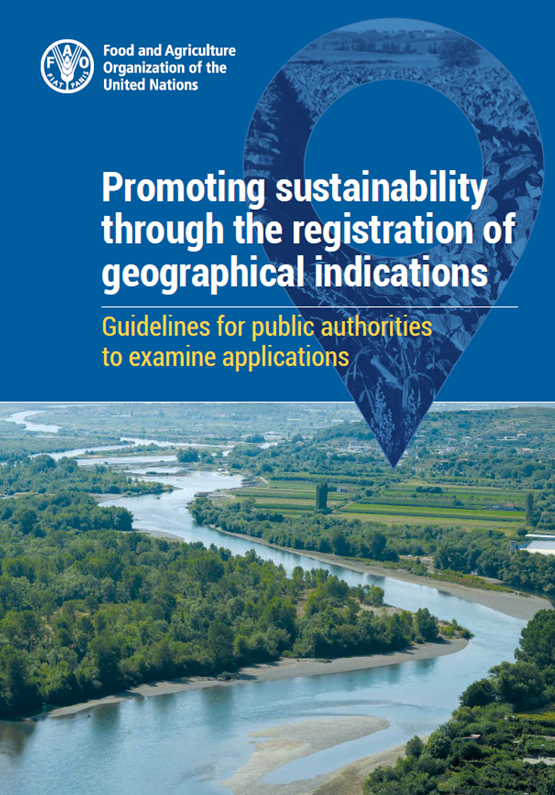 Food and Agriculture
Organization of the
United Nations
F A O
FIAT PANIS
Promoting sustainability
through the registration of
geographical indications
Guidelines for public authorities
to examine applications